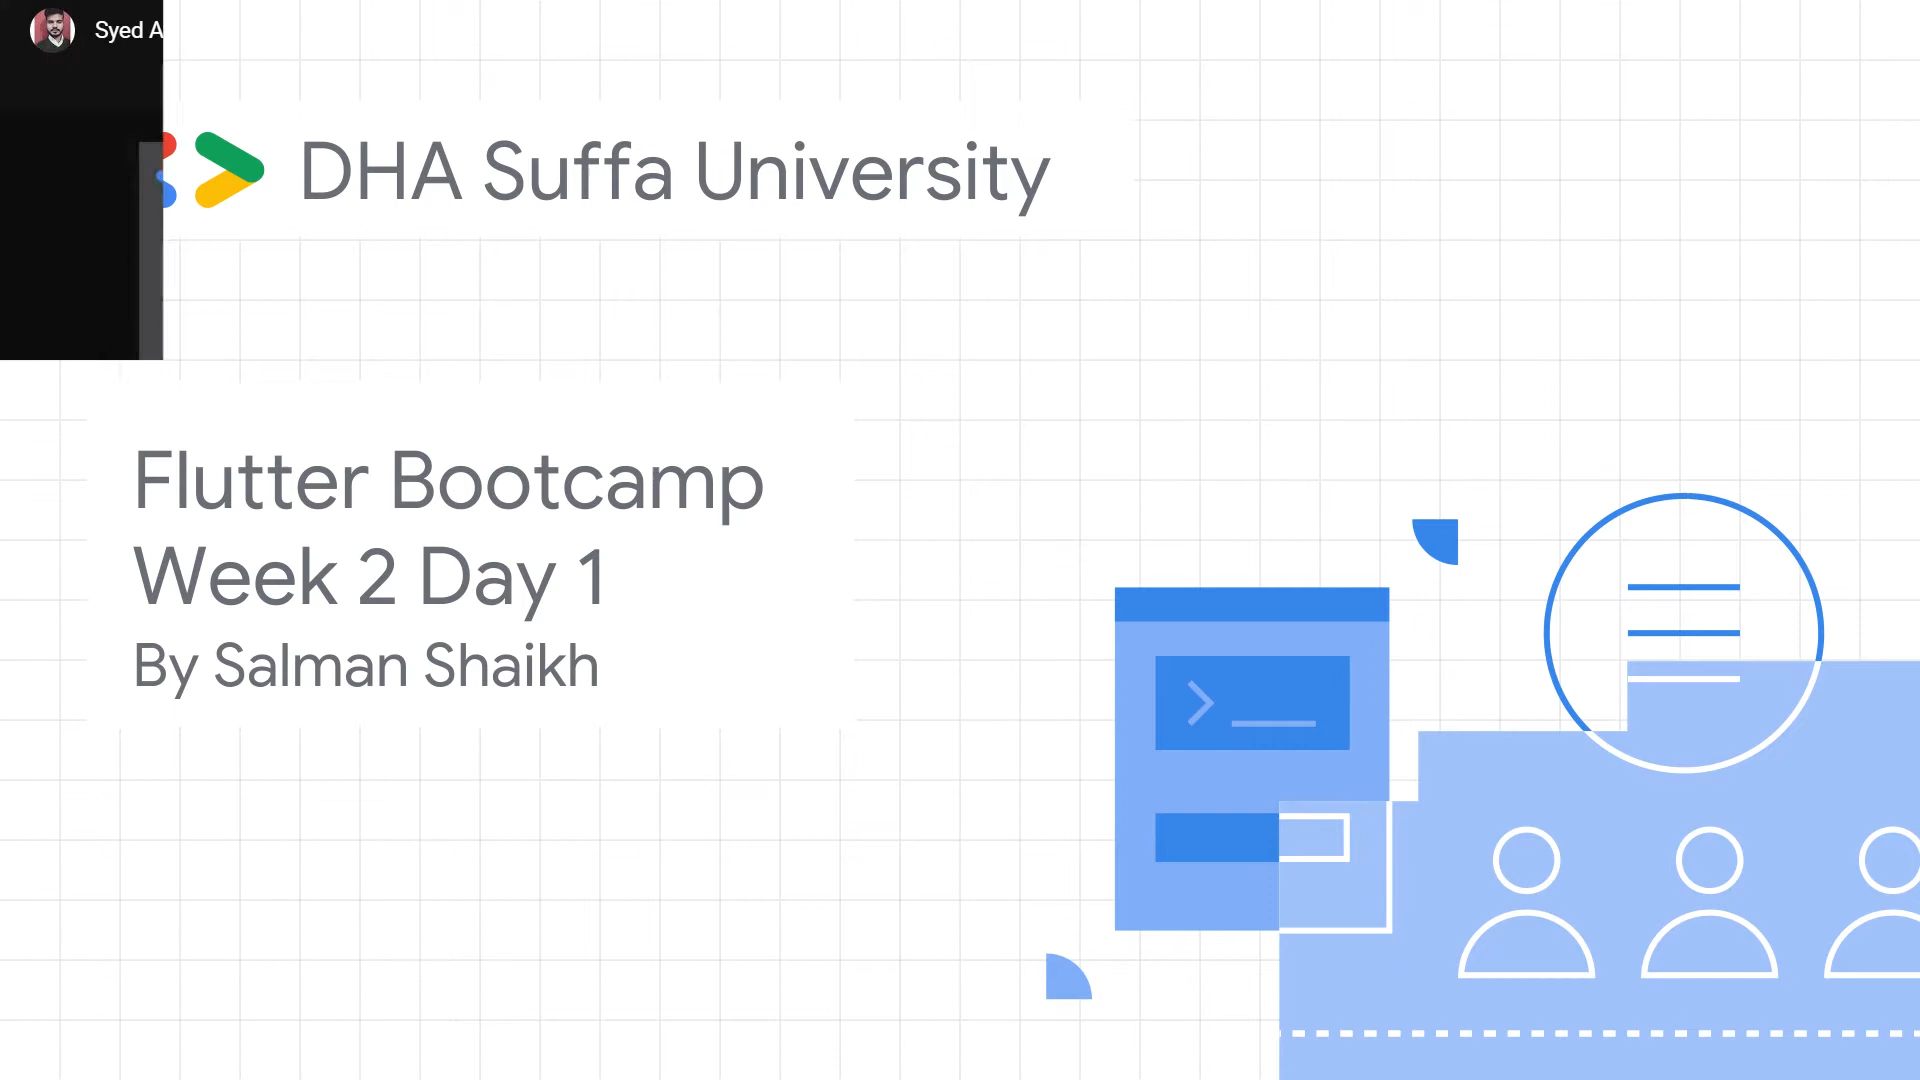 Syed A
DHA Suffa University
Flutter Bootcamp
Week 2 Day 1
By Salman Shaikh